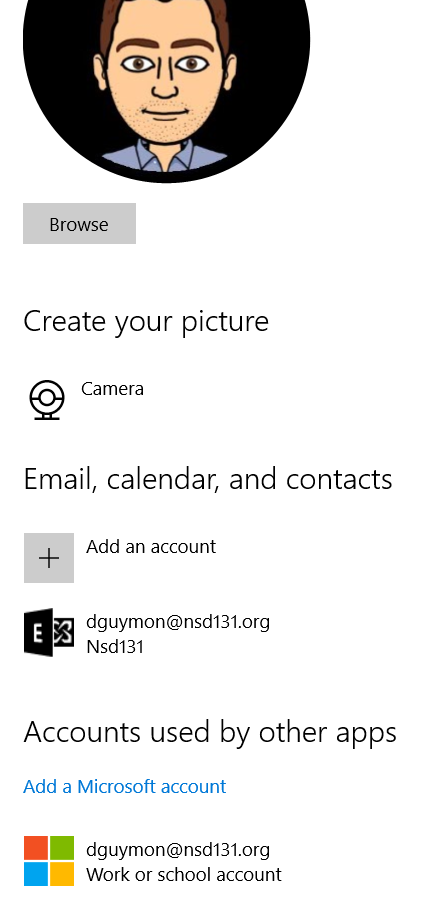 Browse
Create your picture
Camera
Email, calendar, and contacts
Add an account
E
dguymon@nsd131.org
Nsd131
Accounts used by other apps
Add a Microsoft account
dguymon@nsd131.org
Work or school account